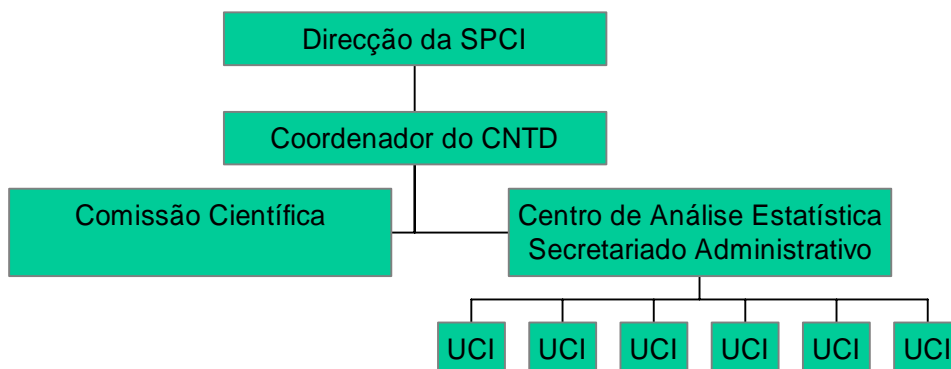 Direcção da SPCI
Coordenador do CNTD
Comissão Científica
Centro de Análise Estatística
Secretariado Administrativo
UCI
UCI
UCI
UCI
UCI
UCI